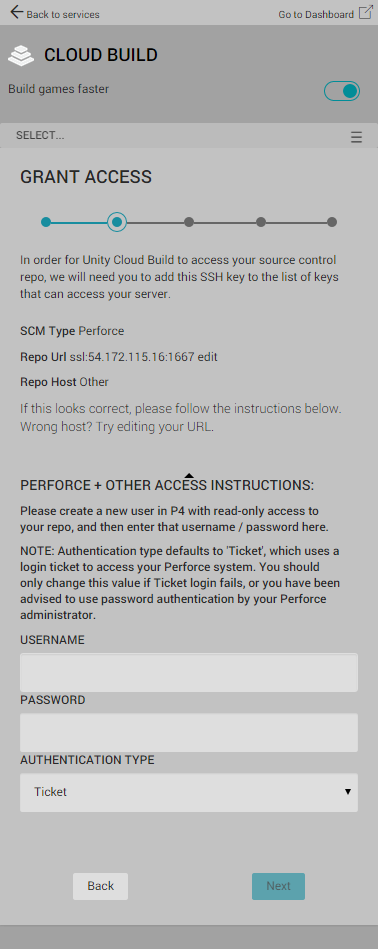 Back to services
Go to Dashboard
CLOUD BUILD
Build games faster
SELECT...
GRANT ACCESS
In order for Unity Cloud Build to access your source control
repo, we will need you to add this SSH key to the list of keys
that can access your server.
SCM Type Perforce
Repo Url ssl:54.172.115.16:1667 edit
Repo Host Other
If this looks correct, please follow the instructions below.
Wrong host? Try editing your URL.
PERFORCE + OTHER ACCESS INSTRUCTIONS:
Please create a new user in P4 with read-only access to
your repo, and then enter that username / password here.
NOTE: Authentication type defaults to 'Ticket', which uses a
login ticket to access your Perforce system. You should
only change this value if Ticket login fails, or you have been
advised to use password authentication by your Perforce
administrator.
USERNAME
PASSWORD
AUTHENTICATION TYPE
Ticket
Back
Next